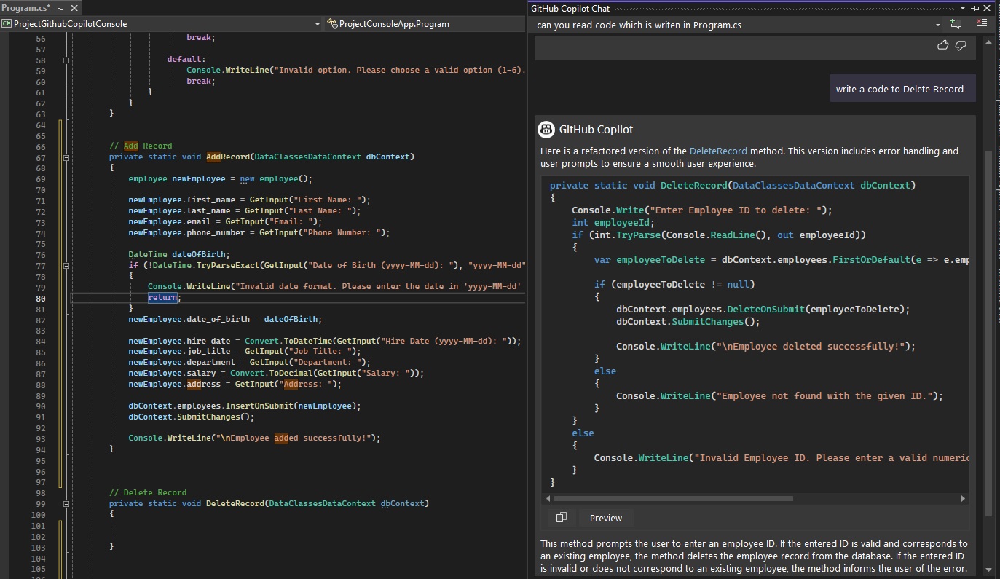 Program.cs*
ProjectGithubCopilotConsole
ProjectConsoleApp.Program
56 break;
57
58 default:
59 Console.WriteLine("Invalid option. Please choose a valid option (1-6).
60 break;
61 }
62 }
63 }
64
65
66 // Add Record
67 private static void AddRecord(DataClassesDataContext dbContext)
68 {
69 employee newEmployee = new employee();
70
71 newEmployee.first_name = GetInput("First Name: ");
72 newEmployee.last_name = GetInput("Last Name: ");
73 newEmployee.email = GetInput("Email: ");
74 newEmployee.phone_number = GetInput("Phone Number: ");
75
76 DateTime dateOfBirth;
77 if (!DateTime.TryParseExact(GetInput("Date of Birth (yyyy-MM-dd): "), "yyyy-MM-dd"
78 {
79 Console.WriteLine("Invalid date format. Please enter the date in 'yyyy-MM-dd'
80 return;
81 }
82 newEmployee.date_of_birth = dateOfBirth;
83
84 newEmployee.hire_date = Convert.ToDateTime(GetInput("Hire Date (yyyy-MM-dd): "));
85 newEmployee.job_title = GetInput("Job Title: ");
86 newEmployee.department = GetInput("Department: ");
87 newEmployee.salary = Convert.ToDecimal(GetInput("Salary: "));
88 newEmployee.address = GetInput("Address: ");
89
90 dbContext.employees.InsertOnSubmit(newEmployee);
91 dbContext.SubmitChanges();
92
93 Console.WriteLine("\nEmployee added successfully!");
94 }
95
96
97
98 // Delete Record
99 private static void DeleteRecord(DataClassesDataContext dbContext)
100 {
101
102
103 }
104
105
GitHub Copilot Chat
can you read code which is writen in Program.cs
write a code to Delete Record
GitHub Copilot
Here is a refactored version of the DeleteRecord method. This version includes error handling and
user prompts to ensure a smooth user experience.
private static void DeleteRecord(DataClassesDataContext dbContext)
{
Console.Write("Enter Employee ID to delete: ");
int employeeId;
if (int.TryParse(Console.ReadLine(), out employeeId))
{
var employeeToDelete = dbContext.employees.FirstOrDefault(e => e.emp
if (employeeToDelete != null)
{
dbContext.employees.DeleteOnSubmit(employeeToDelete);
dbContext.SubmitChanges();
Console.WriteLine("\nEmployee deleted successfully!");
}
else
{
Console.WriteLine("Employee not found with the given ID.");
}
}
else
{
Console.WriteLine("Invalid Employee ID. Please enter a valid numeric
}
}
Preview
This method prompts the user to enter an employee ID. If the entered ID is valid and corresponds to
an existing employee, the method deletes the employee record from the database. If the entered ID
is invalid or does not correspond to an existing employee, the method informs the user of the error.